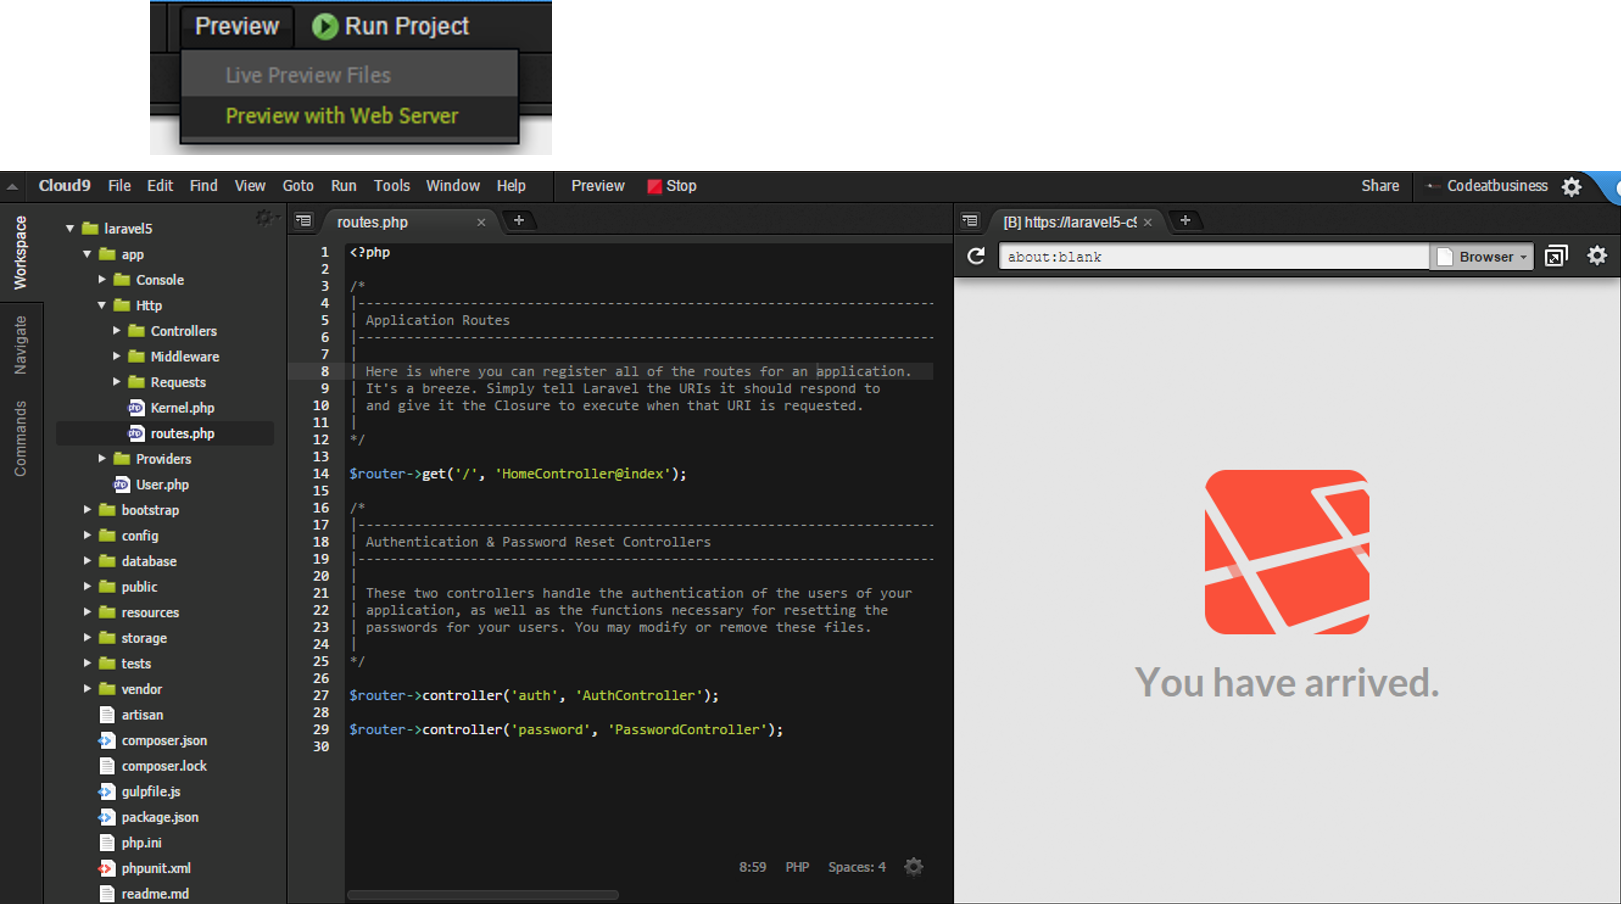 Preview Run Project
Live Preview Files
Preview with Web Server
Cloud9 File Edit Find View Goto Run Tools Window Help Preview Stop Share Codeatbusiness
Workspace
Navigate
Commands
laravel5
app
Console
Http
Controllers
Middleware
Requests
Kernel.php
routes.php
Providers
User.php
bootstrap
config
database
public
resources
storage
tests
vendor
artisan
composer.json
composer.lock
gulpfile.js
package.json
php.ini
phpunit.xml
readme.md
routes.php
1 <?php
2
3 /*
4 |--------------------------------------------------------------------------
5 | Application Routes
6 |--------------------------------------------------------------------------
7 |
8 | Here is where you can register all of the routes for an application.
9 | It's a breeze. Simply tell Laravel the URIs it should respond to
10 | and give it the Closure to execute when that URI is requested.
11 |
12 */
13
14 $router->get('/', 'HomeController@index');
15
16 /*
17 |--------------------------------------------------------------------------
18 | Authentication & Password Reset Controllers
19 |--------------------------------------------------------------------------
20 |
21 | These two controllers handle the authentication of the users of your
22 | application, as well as the functions necessary for resetting the
23 | passwords for your users. You may modify or remove these files.
24 |
25 */
26
27 $router->controller('auth', 'AuthController');
28
29 $router->controller('password', 'PasswordController');
30
8:59 PHP Spaces: 4
[B] https://laravel5-c9
about:blank Browser
You have arrived.